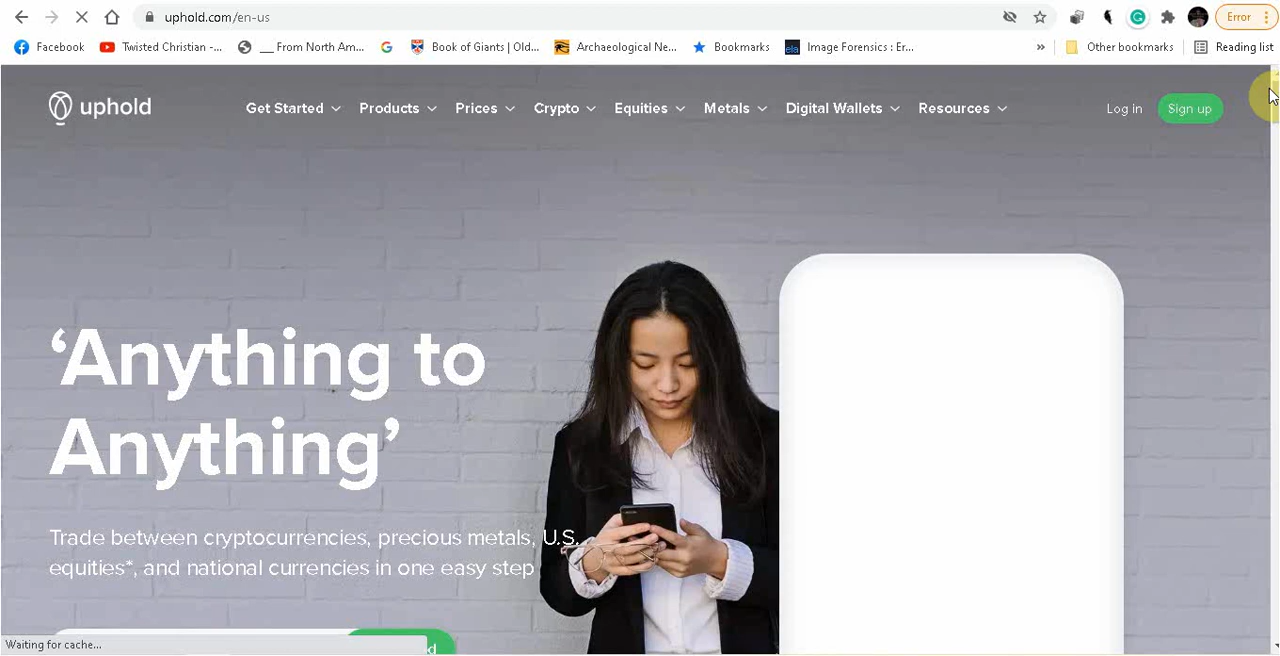 uphold.com/en-us
Error
Facebook
Twisted Christian -...
__ From North Am...
Book of Giants | Old...
Archaeological Ne...
Bookmarks
ela
Image Forensics : Er...
»
Other bookmarks
Reading list
uphold
Get Started
Products
Prices
Crypto
Equities
Metals
Digital Wallets
Resources
Log in
Sign up
‘Anything to
Anything’
Trade between cryptocurrencies, precious metals, U.S.
equities*, and national currencies in one easy step
Waiting for cache...